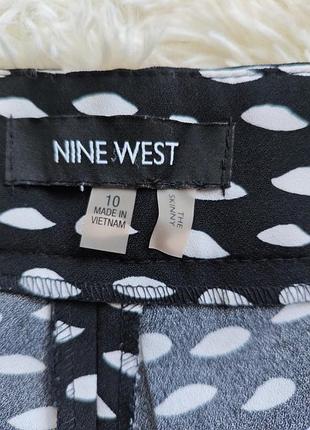 NINE WEST
10
MADE IN
VIETNAM
THE
SKINNY